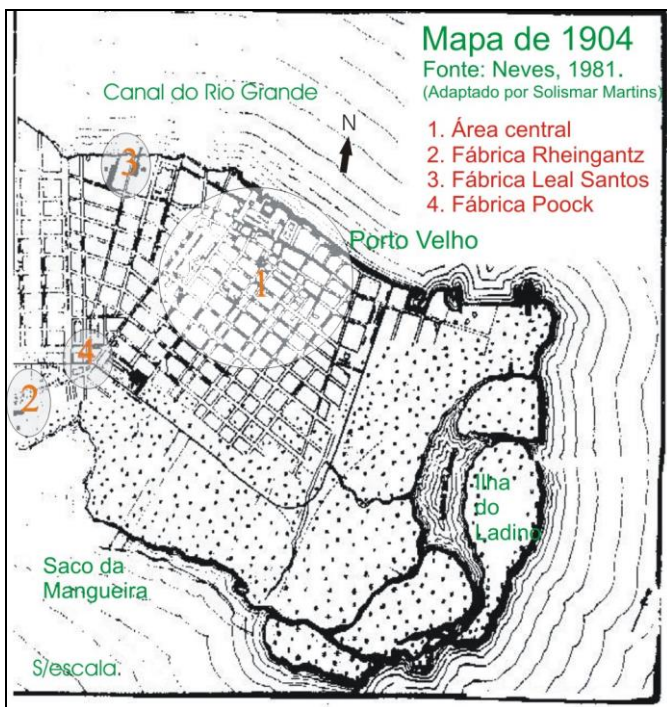 Mapa de 1904
Fonte: Neves, 1981.
(Adaptado por Solismar Martins)
Canal do Rio Grande
N
1. Área central
2. Fábrica Rheingantz
3. Fábrica Leal Santos
4. Fábrica Poock
3
Porto Velho
1
4
2
Ilha
do
Ladino
Saco da
Mangueira
S/escala